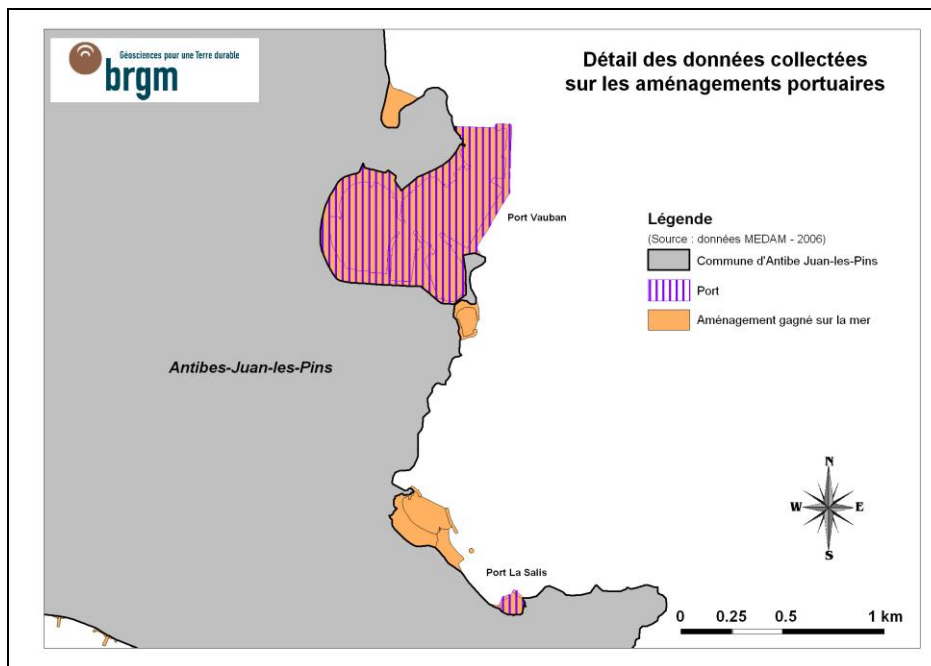 Géosciences pour une Terre durable
brgm
Détail des données collectées
sur les aménagements portuaires
Port Vauban
Légende
(Source : données MEDAM - 2006)
Commune d'Antibe Juan-les-Pins
Port
Aménagement gagné sur la mer
Antibes-Juan-les-Pins
N
W E
S
Port La Salis
0 0.25 0.5 1 km